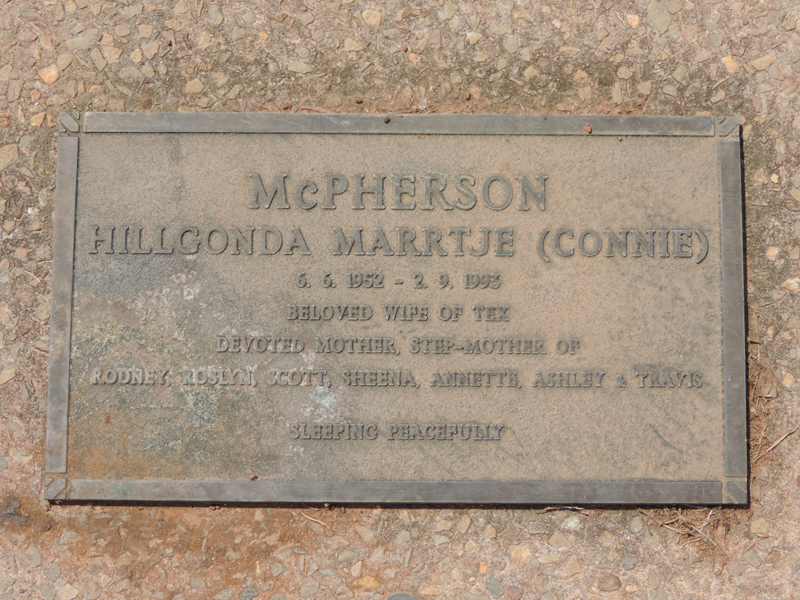 McPHERSON
HILLGONDA MARRTJE (CONNIE)
6. 6. 1952 - 2. 9. 1993
BELOVED WIFE OF TEX
DEVOTED MOTHER, STEP-MOTHER OF
RODNEY, ROSLYN, SCOTT, SHEENA, ANNETTE, ASHLEY & TRAVIS
SLEEPING PEACEFULLY